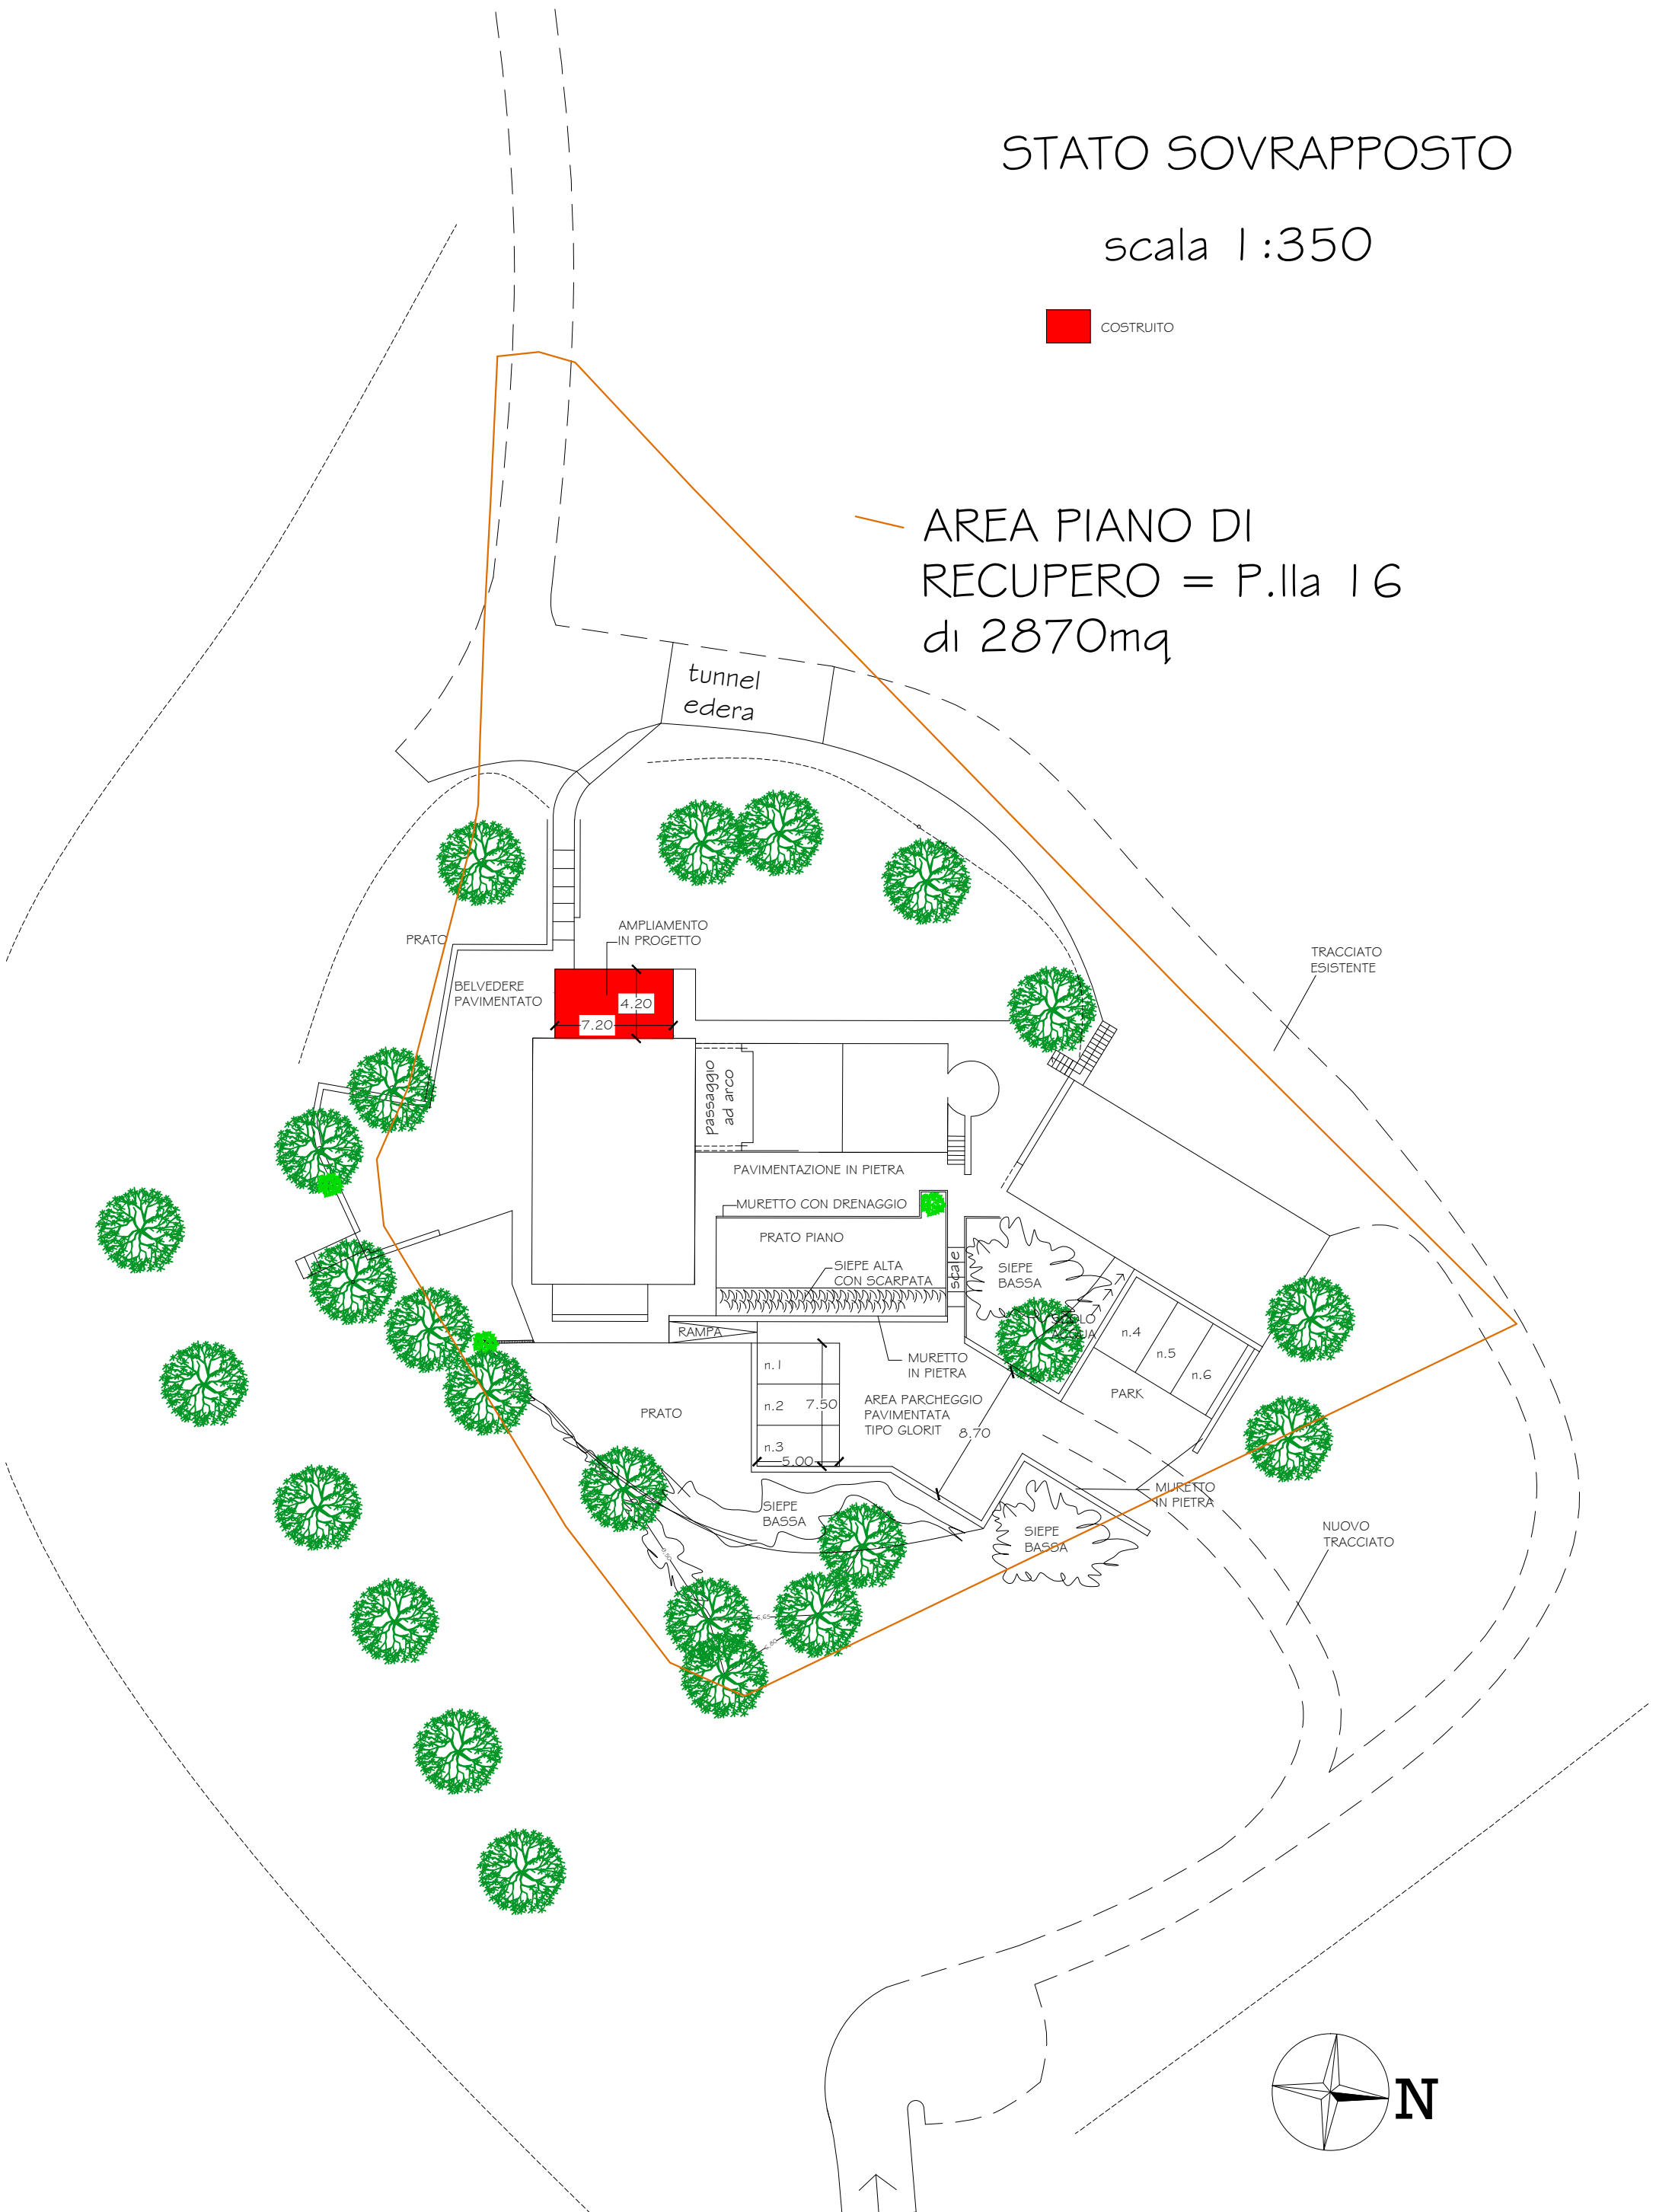 STATO SOVRAPPOSTO
scala 1:350
COSTRUITO
AREA PIANO DI
RECUPERO = P.lla 16
di 2870mq
tunnel
edera
AMPLIAMENTO
IN PROGETTO
PRATO
TRACCIATO
ESISTENTE
BELVEDERE
PAVIMENTATO
4.20
7.20
passaggio
ad arco
PAVIMENTAZIONE IN PIETRA
MURETTO CON DRENAGGIO
PRATO PIANO
SIEPE ALTA
CON SCARPATA
scale
SIEPE
BASSA
SCOLO
ACQUA
RAMPA
n.4
n.5
n.6
PARK
MURETTO
IN PIETRA
n.1
n.2
n.3
7.50
5.00
AREA PARCHEGGIO
PAVIMENTATA
TIPO GLORIT
8.70
PRATO
SIEPE
BASSA
MURETTO
IN PIETRA
SIEPE
BASSA
NUOVO
TRACCIATO
6.65
N